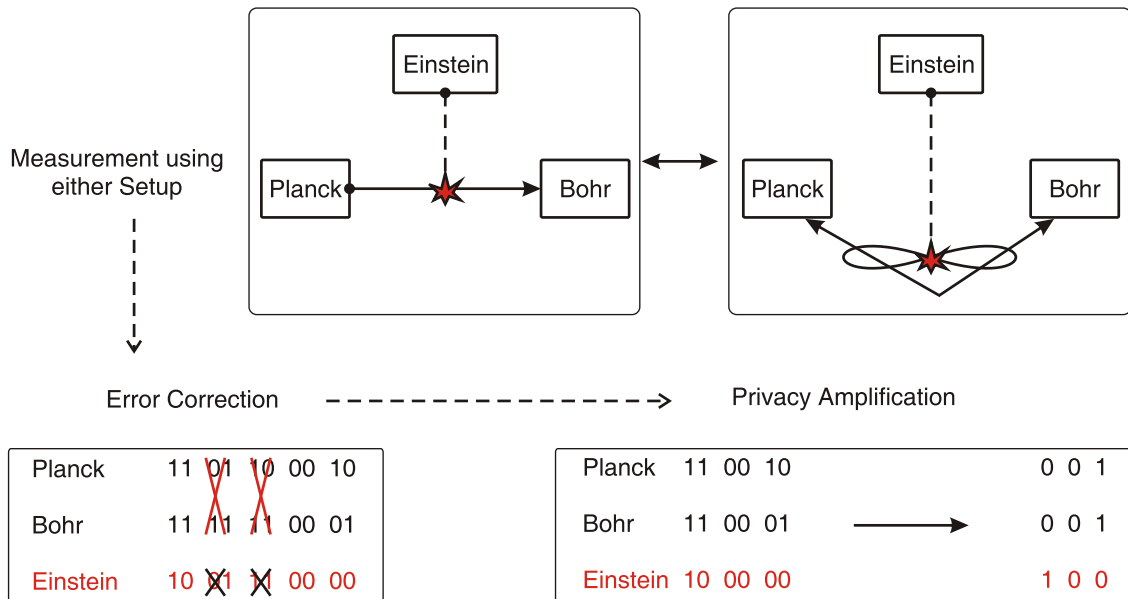 Einstein
Einstein
Measurement using
either Setup
Planck
Bohr
Planck
Bohr
Error Correction
Privacy Amplification
Planck 11 01 10 00 10
Bohr 11 11 11 00 01
Einstein 10 01 11 00 00
Planck 11 00 10 0 0 1
Bohr 11 00 01 0 0 1
Einstein 10 00 00 1 0 0